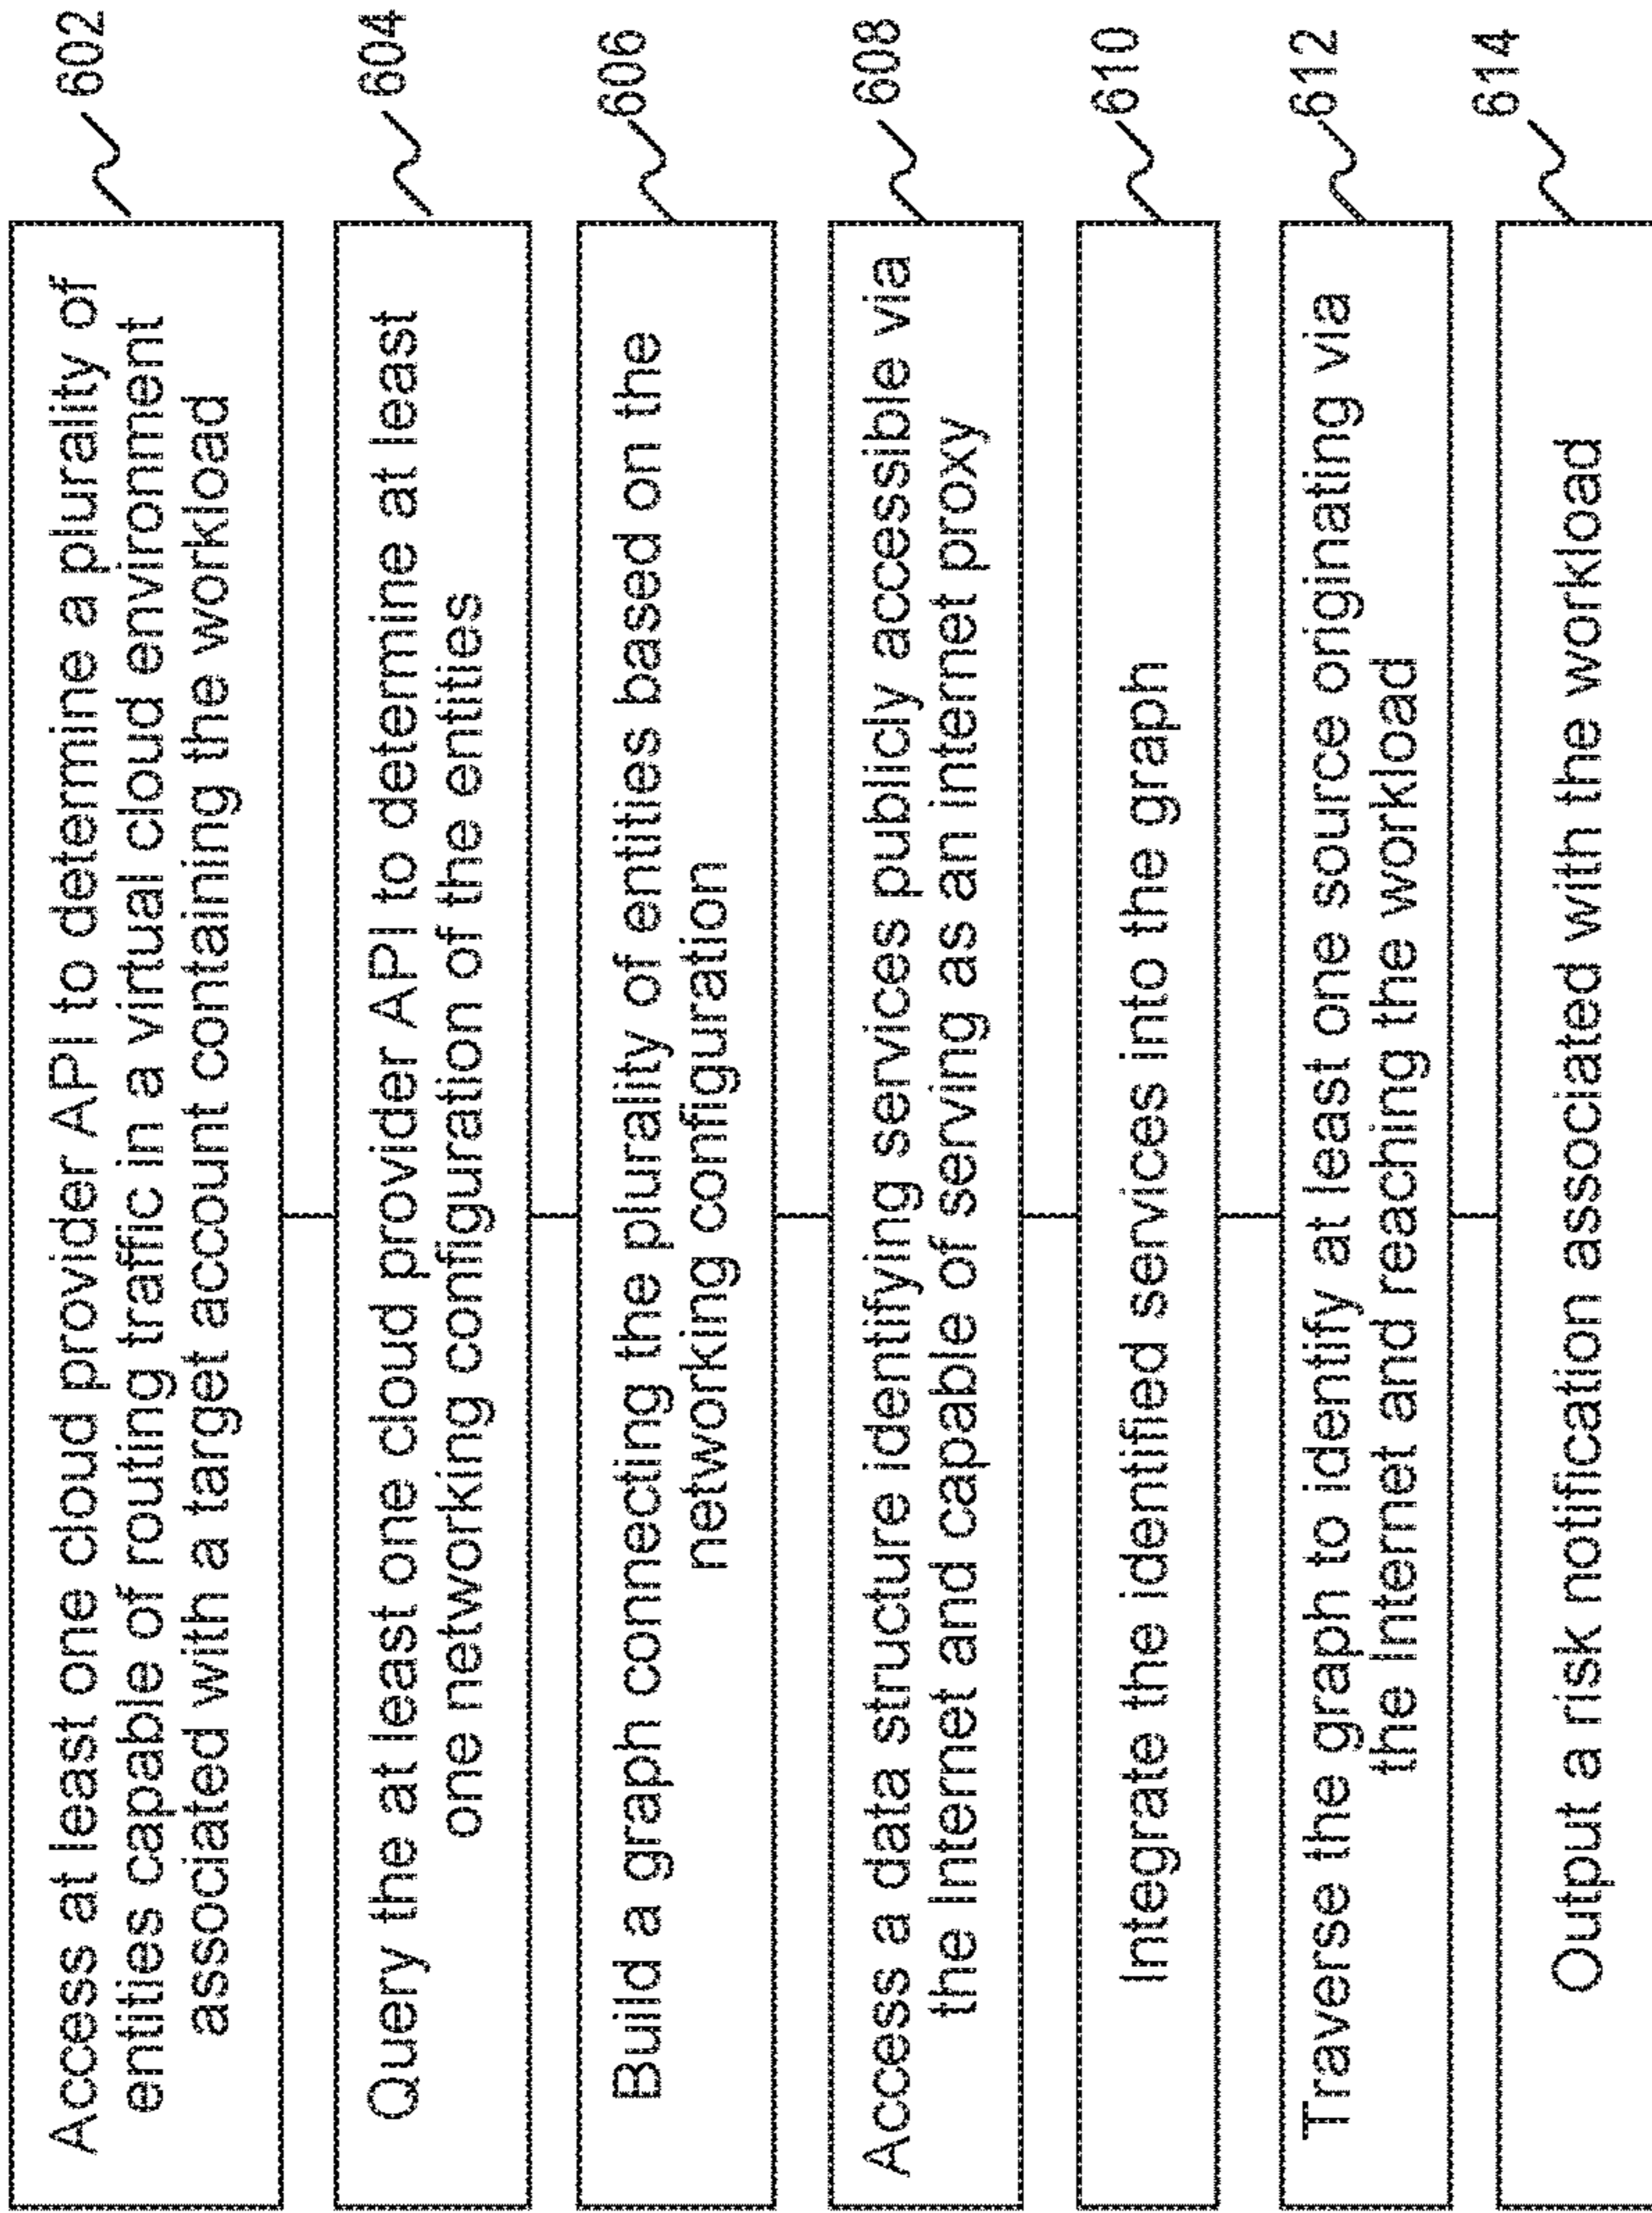 Access at least one cloud provider API to determine a plurality of
entities capable of routing traffic in a virtual cloud environment
associated with a target account containing the workload
602
Query the at least one cloud provider API to determine at least
one networking configuration of the entities
604
Build a graph connecting the plurality of entities based on the
networking configuration
606
Access a data structure identifying services publicly accessible via
the Internet and capable of serving as an internet proxy
608
Integrate the identified services into the graph
610
Traverse the graph to identify at least one source originating via
the Internet and reaching the workload
612
Output a risk notification associated with the workload
614